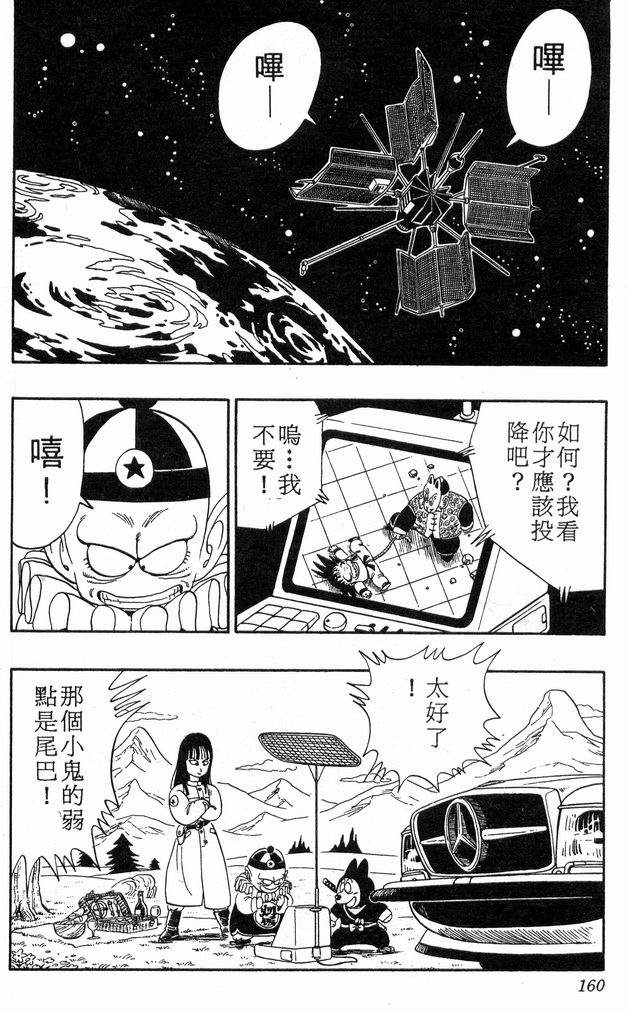 嗶—
嗶—
如何？我看
你才應該投
降吧？
嗚…我
不要！
嘻！
太好了
！
那個小鬼的弱
點是尾巴！
160